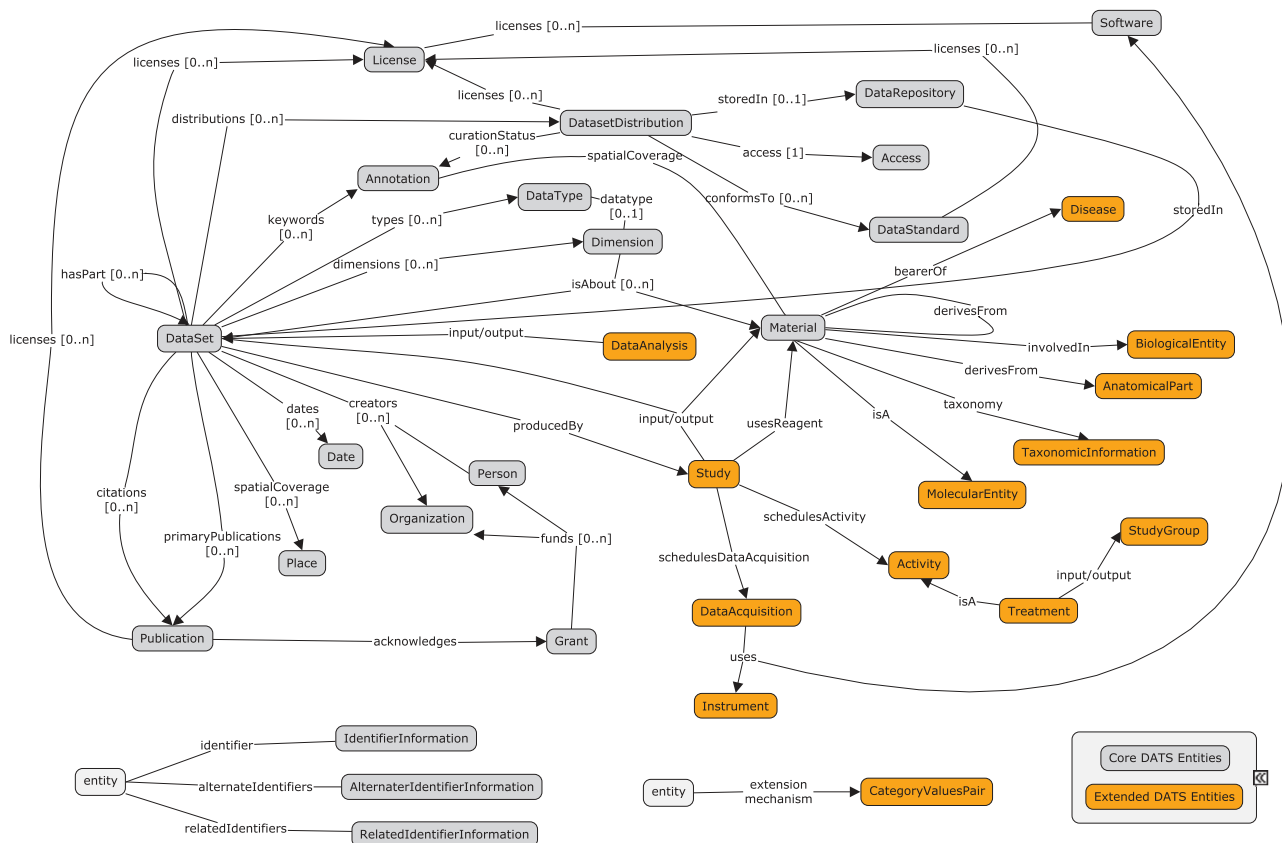 licenses [0..n]
Software
License
licenses [0..n]
licenses [0..n]
licenses [0..n]
storedIn [0..1]
DataRepository
distributions [0..n]
DatasetDistribution
curationStatus
[0..n]
spatialCoverage
access [1]
Access
Annotation
DataType
datatype
[0..1]
conformsTo [0..n]
Disease
storedIn
keywords
[0..n]
types [0..n]
DataStandard
Dimension
dimensions [0..n]
hasPart [0..n]
bearerOf
isAbout [0..n]
derivesFrom
licenses [0..n]
DataSet
input/output
DataAnalysis
Material
involvedIn
BiologicalEntity
derivesFrom
AnatomicalPart
dates
[0..n]
creators
[0..n]
producedBy
input/output
usesReagent
isA
taxonomy
Date
Person
Study
TaxonomicInformation
citations
[0..n]
spatialCoverage
[0..n]
MolecularEntity
Organization
schedulesActivity
primaryPublications
[0..n]
funds [0..n]
StudyGroup
Place
schedulesDataAcquisition
Activity
input/output
isA
Treatment
DataAcquisition
Publication
acknowledges
Grant
uses
Instrument
identifier
IdentifierInformation
entity
alternateIdentifiers
AlternaterIdentifierInformation
relatedIdentifiers
RelatedIdentifierInformation
entity
extension
mechanism
CategoryValuesPair
Core DATS Entities
Extended DATS Entities